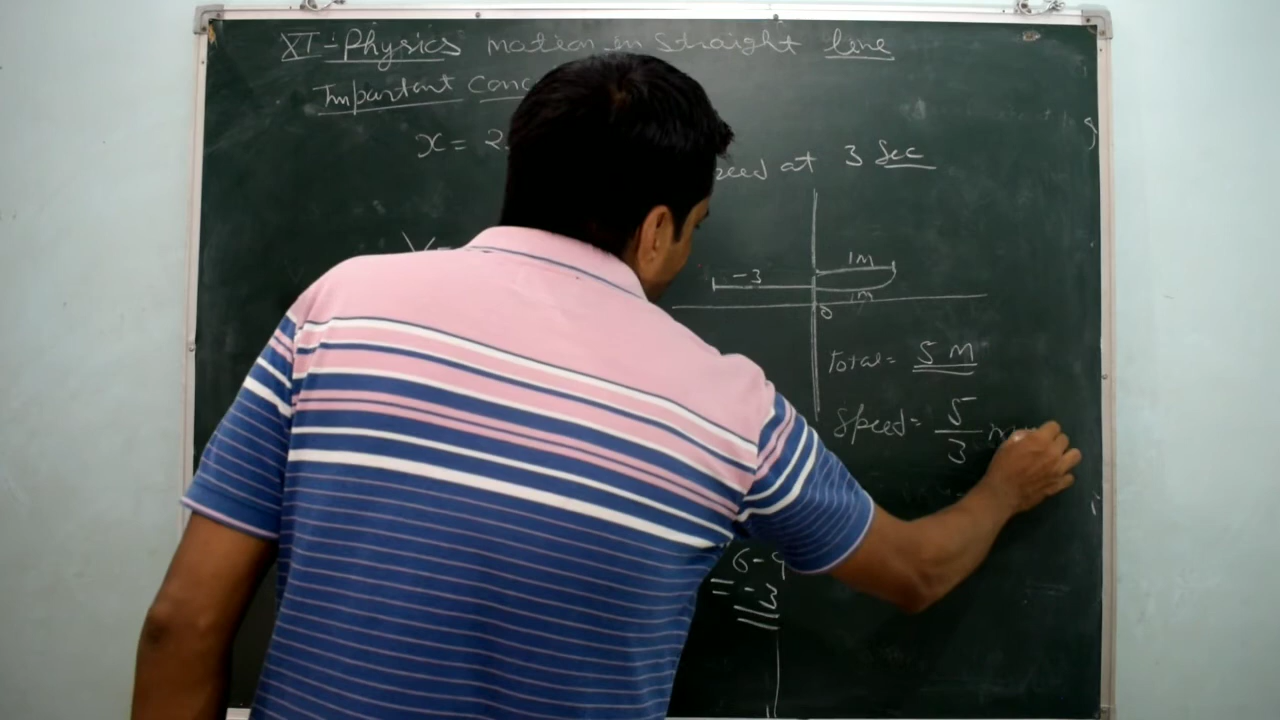 XI - Physics motion in straight line
Important Conc
x = 2
eed at 3 Sec
V =
1M
-3
1M
0
Total = 5 M
Speed = 5/3 m
6-9
= -3